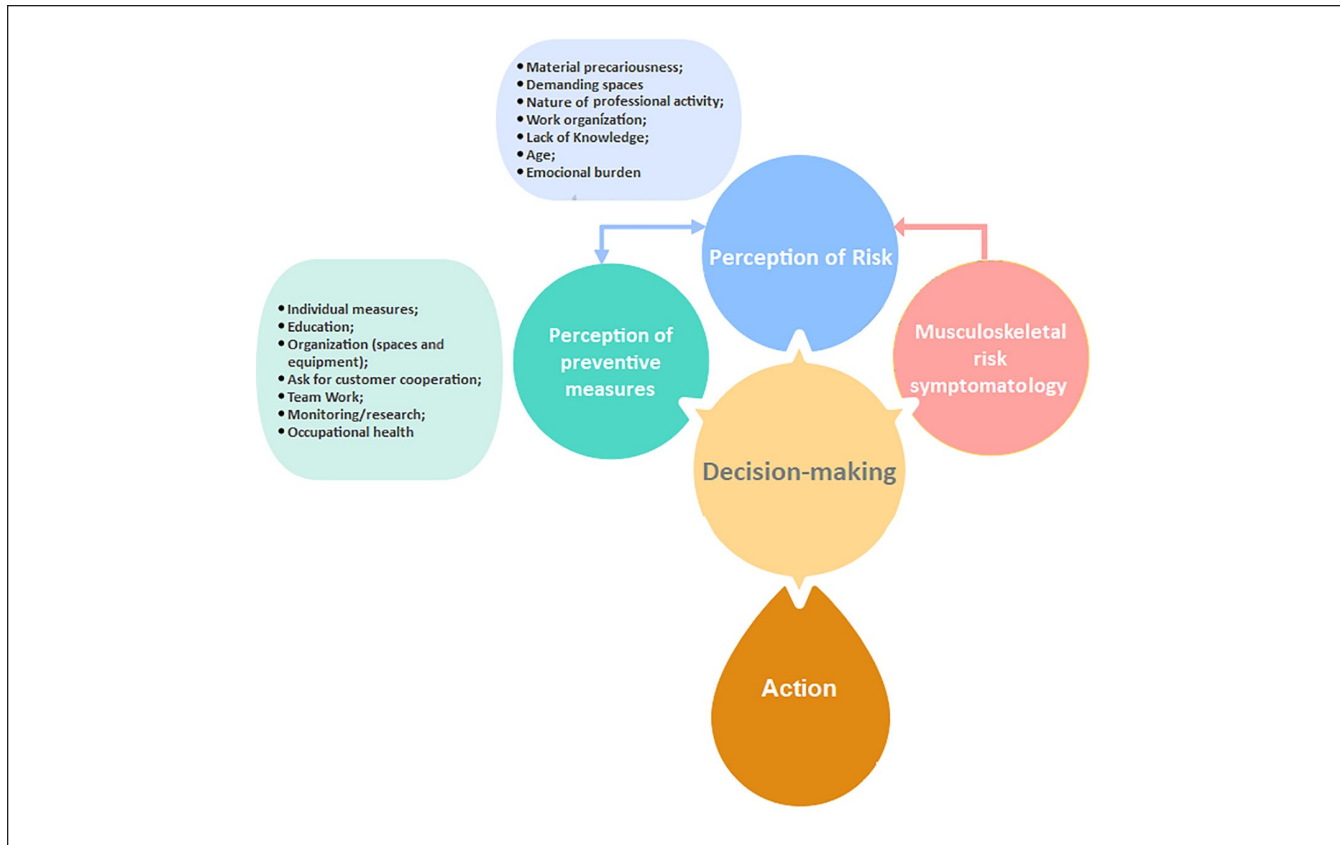 • Material precariousness;
• Demanding spaces
• Nature of professional activity;
• Work organízation;
• Lack of Knowledge;
• Age;
• Emocional burden
Perception of Risk
• Individual measures;
• Education;
• Organization (spaces and
equipment);
• Ask for customer cooperation;
• Team Work;
• Monitoring/research;
• Occupational health
Perception of
preventive
measures
Musculoskeletal
risk
symptomatology
Decision-making
Action